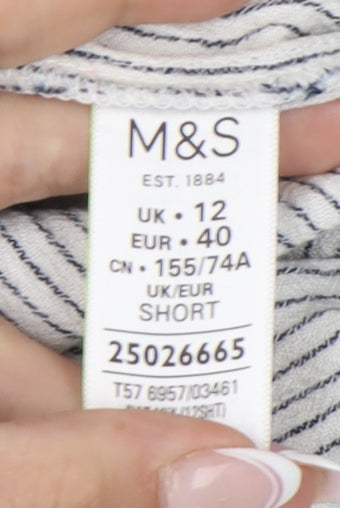 M&S
EST. 1884
UK • 12
EUR • 40
CN • 155/74A
UK/EUR
SHORT
25026665
T57 6957/03461